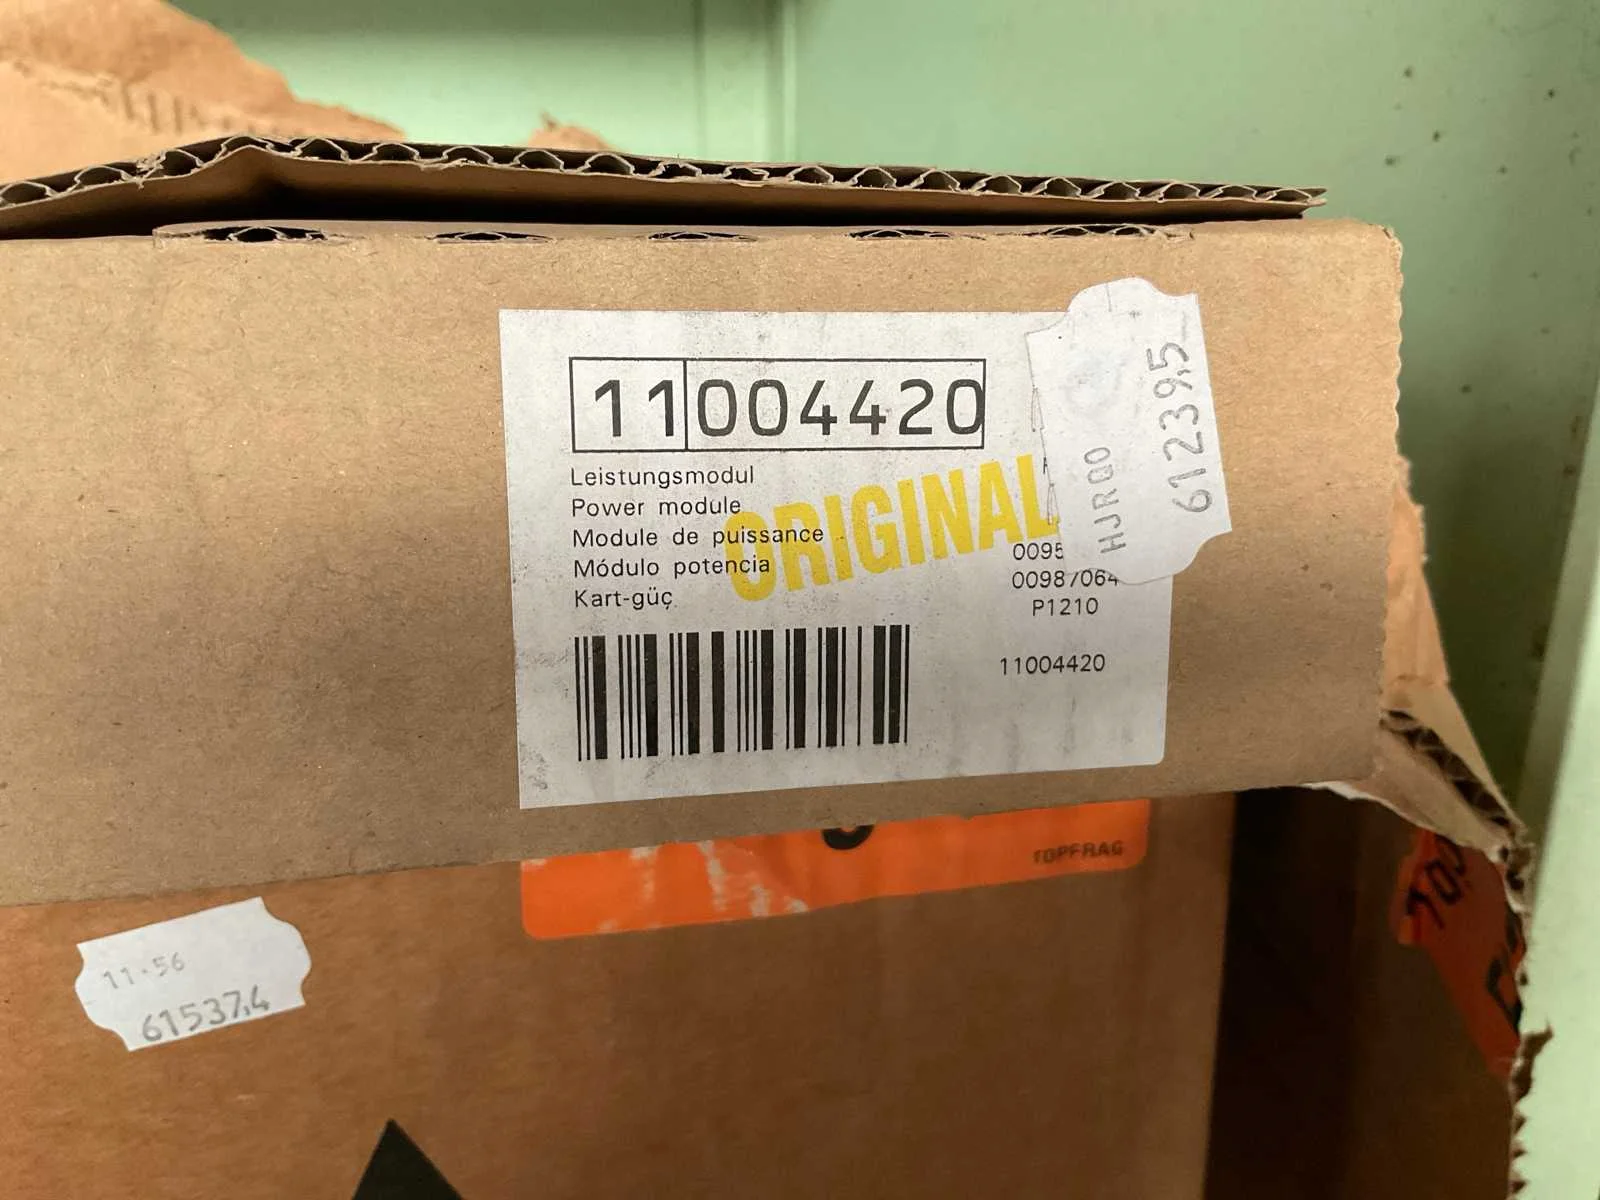 11004420
Leistungsmodul
Power module
Module de puissance
Módulo potencia
Kart-güç
ORIGINAL
0095
00987064
P1210
11004420
HJR00
612395
TOPFRAG
11.56
61537,4